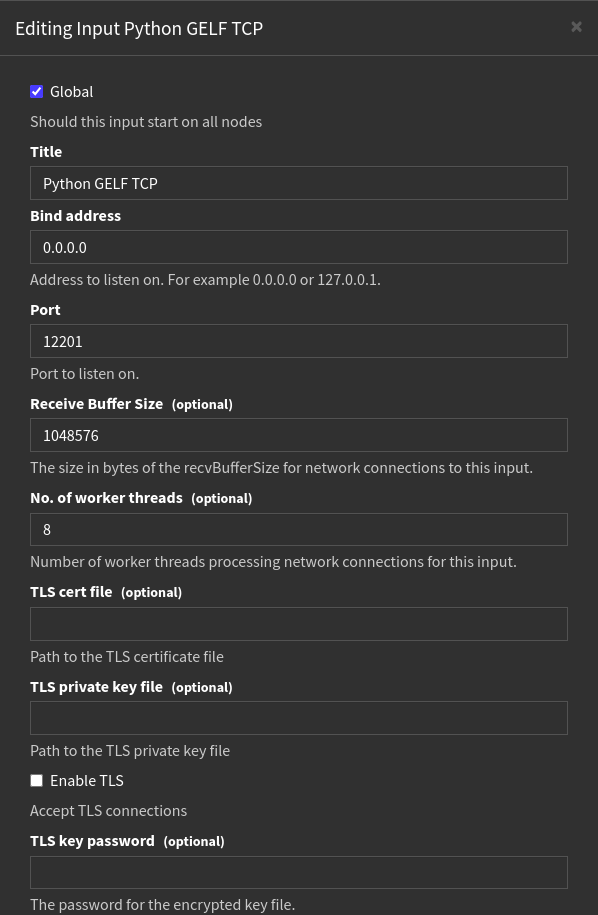 Editing Input Python GELF TCP
×
Global
Should this input start on all nodes
Title
Python GELF TCP
Bind address
0.0.0.0
Address to listen on. For example 0.0.0.0 or 127.0.0.1.
Port
12201
Port to listen on.
Receive Buffer Size (optional)
1048576
The size in bytes of the recvBufferSize for network connections to this input.
No. of worker threads (optional)
8
Number of worker threads processing network connections for this input.
TLS cert file (optional)
Path to the TLS certificate file
TLS private key file (optional)
Path to the TLS private key file
Enable TLS
Accept TLS connections
TLS key password (optional)
The password for the encrypted key file.